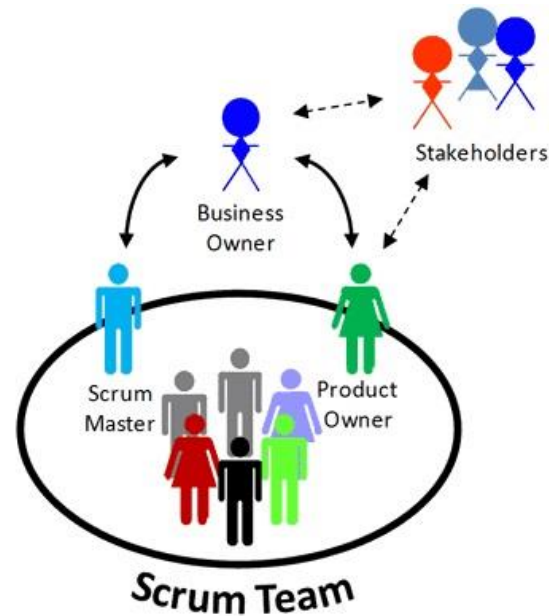 Stakeholders
Business
Owner
Scrum
Master
Product
Owner
Scrum Team